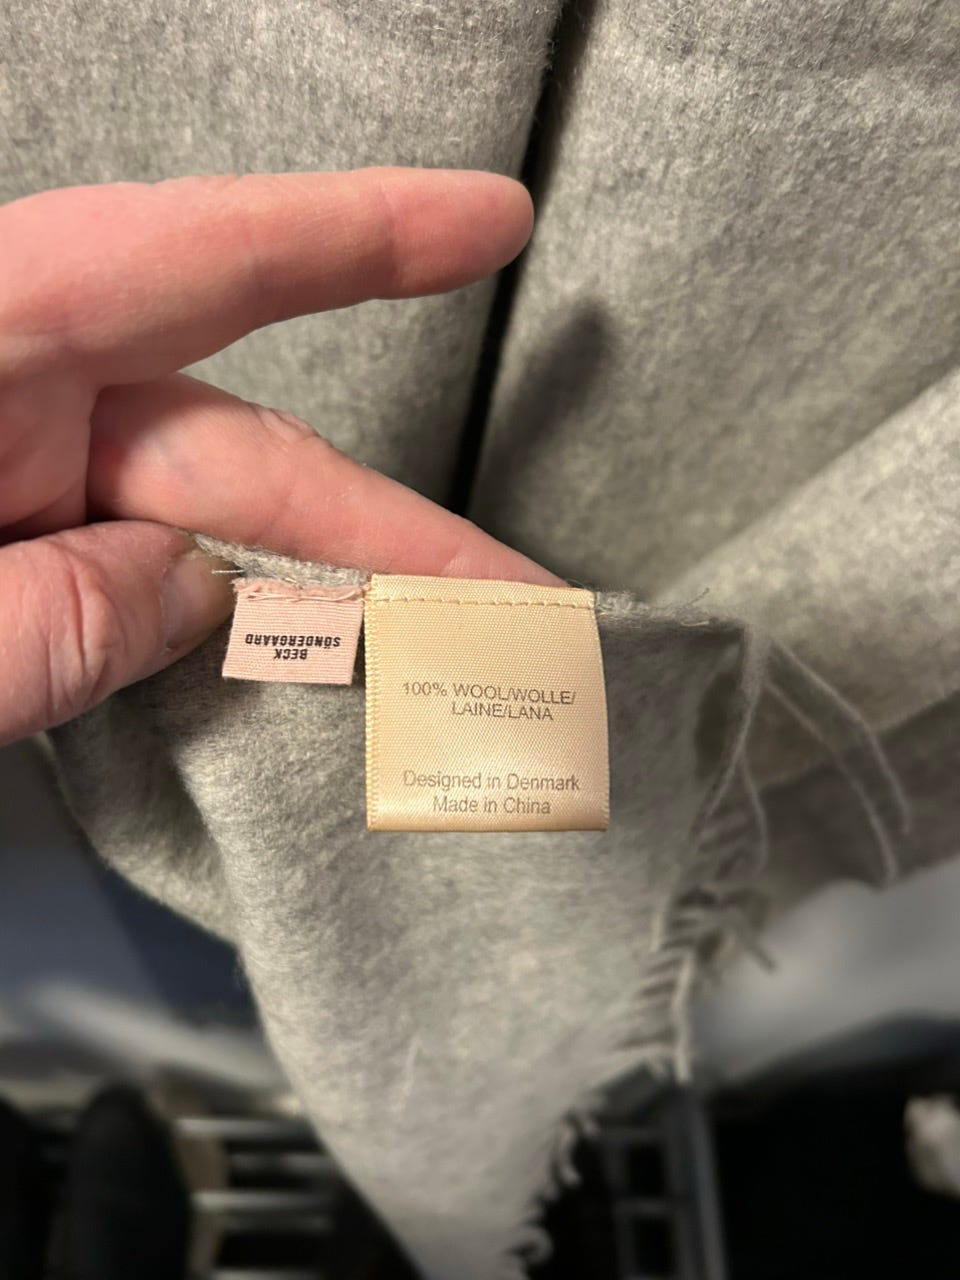 BECK
SÖNDERGAARD
100% WOOL/WOLLE/
LAINE/LANA
Designed in Denmark
Made in China